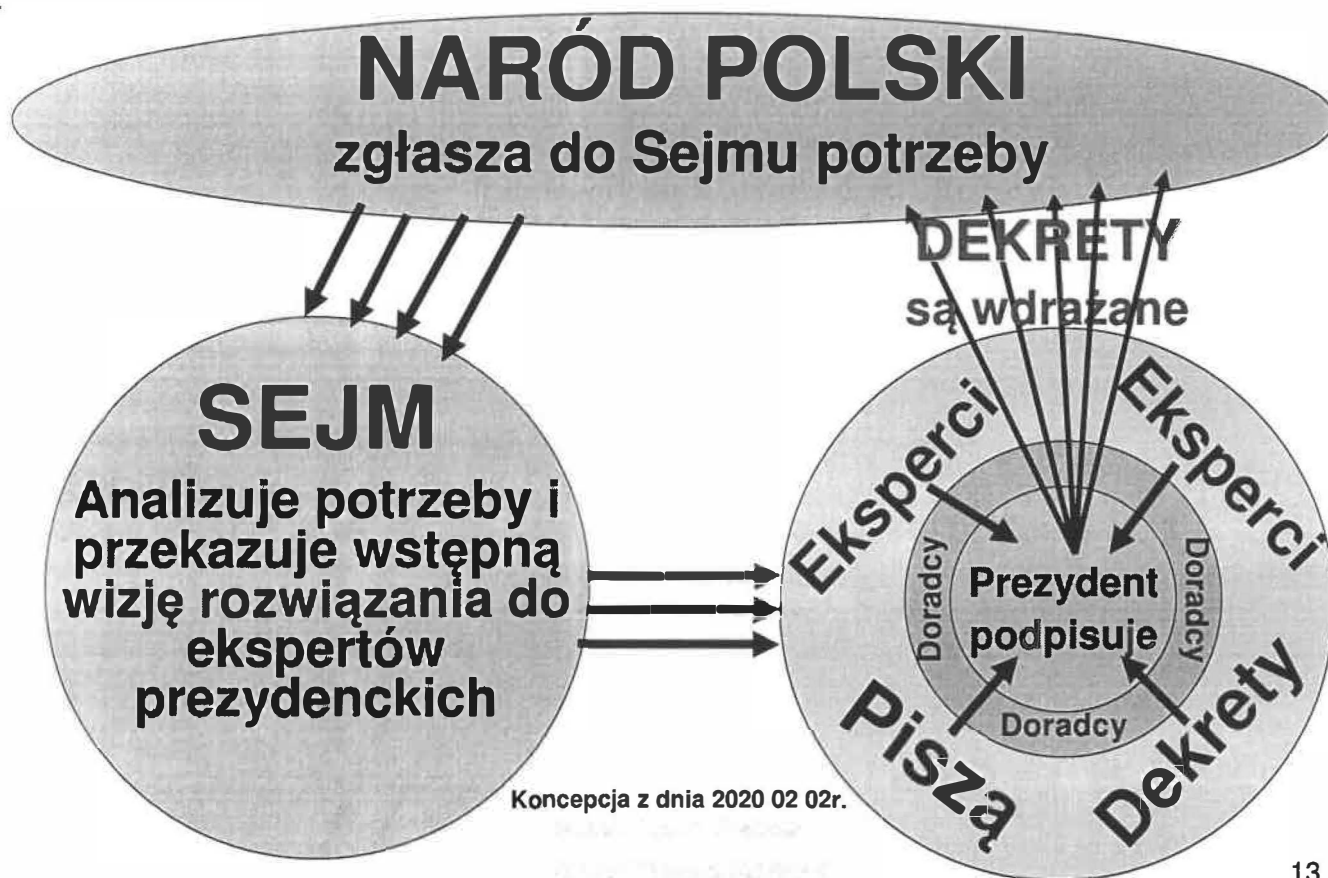 NARÓD POLSKI
zgłasza do Sejmu potrzeby
DEKRETY
są wdrażane
SEJM
Analizuje potrzeby i
przekazuje wstępną
wizję rozwiązania do
ekspertów
prezydenckich
Eksperci
Eksperci
Doradcy
Prezydent
podpisuje
Doradcy
Doradcy
Piszą
Dekrety
Koncepcja z dnia 2020 02 02r.
13